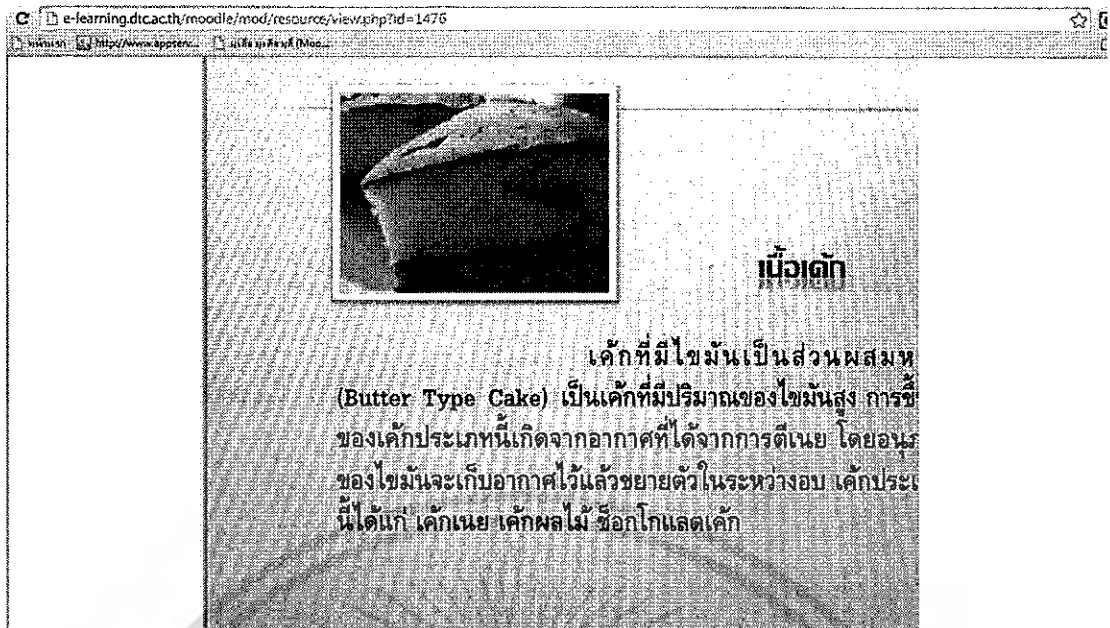 e-learning.dtc.ac.th/moodle/mod/resource/view.php?id=1476
http://www.appserv...
เนื้อเค้ก
เค้กที่มีไขมันเป็นส่วนผสมห
(Butter Type Cake) เป็นเค้กที่มีปริมาณของไขมันสูง การขึ้
ของเค้กประเภทนี้เกิดจากอากาศที่ได้จากการตีเนย โดยอนุภ
ของไขมันจะเก็บอากาศไว้แล้วขยายตัวในระหว่างอบ เค้กประเ
นี้ได้แก่ เค้กเนย เค้กผลไม้ ช็อกโกแลตเค้ก